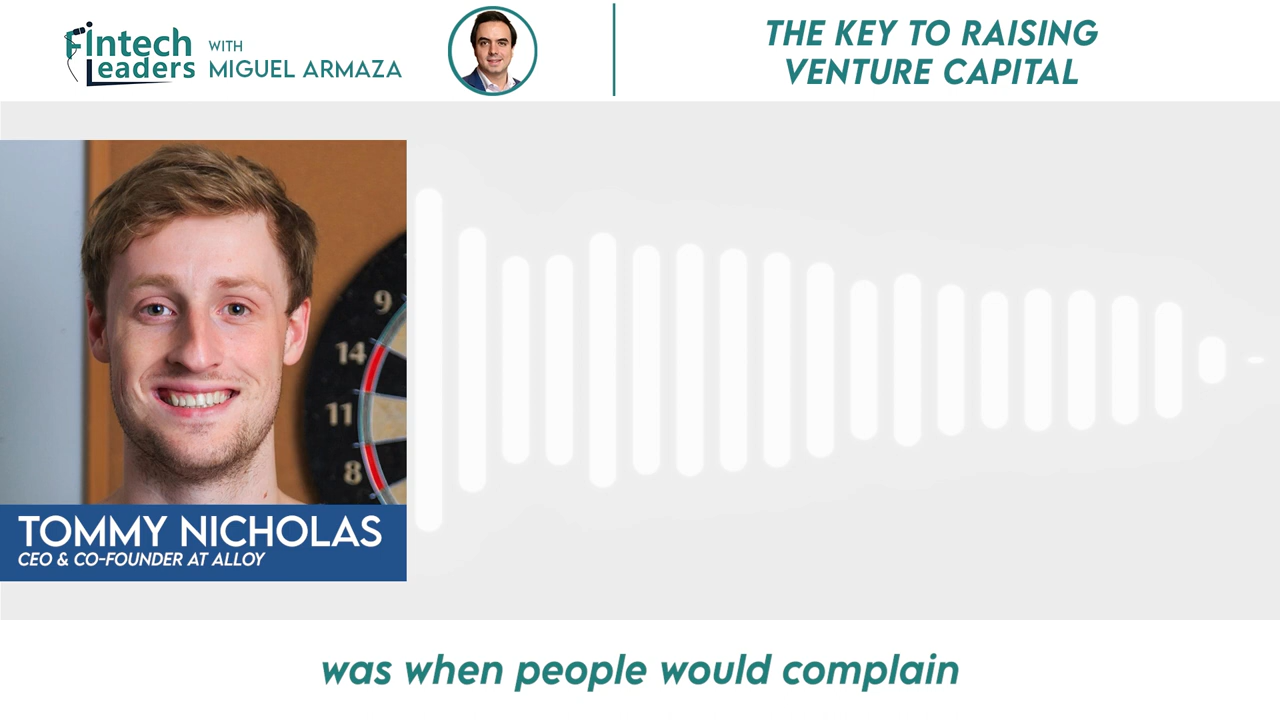 Fintech
Leaders
WITH
MIGUEL ARMAZA
THE KEY TO RAISING
VENTURE CAPITAL
9
14
11
8
TOMMY NICHOLAS
CEO & CO-FOUNDER AT ALLOY
was when people would complain